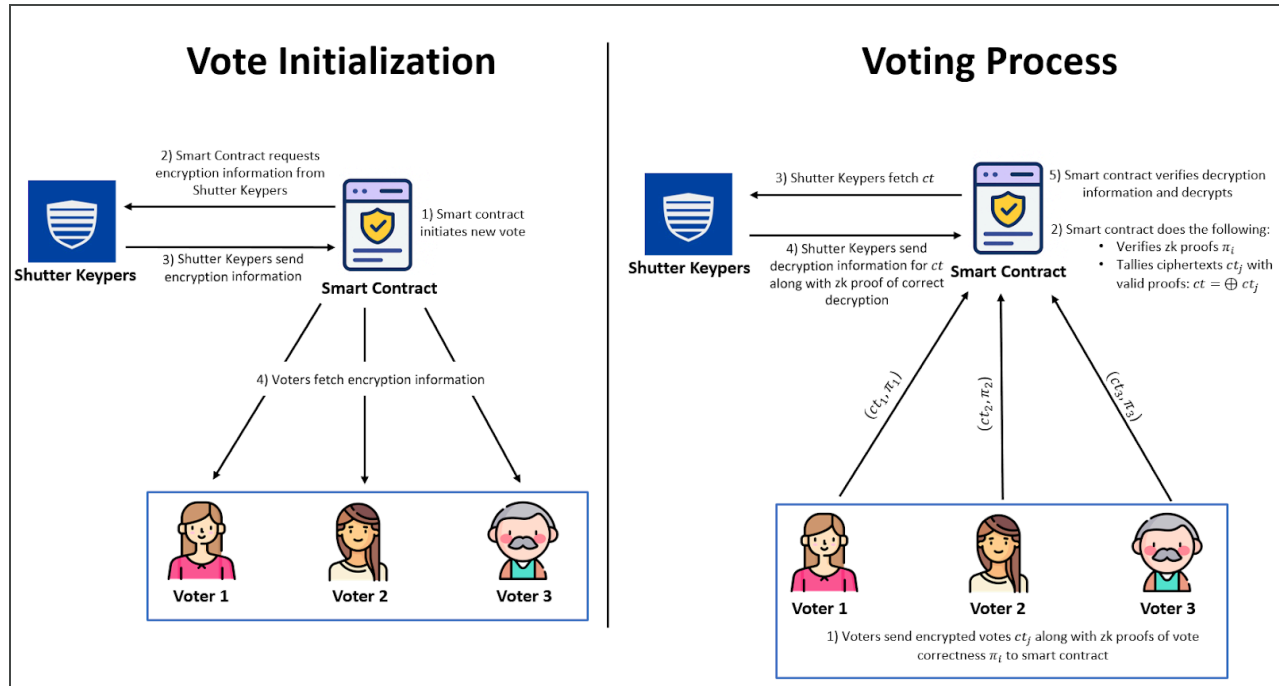 Vote Initialization
2) Smart Contract requests
encryption information from
Shutter Keypers
1) Smart contract
initiates new vote
3) Shutter Keypers send
encryption information
Shutter Keypers
Smart Contract
4) Voters fetch encryption information
Voter 1
Voter 2
Voter 3
Voting Process
3) Shutter Keypers fetch ct
5) Smart contract verifies decryption
information and decrypts
4) Shutter Keypers send
decryption information for ct
along with zk proof of correct
decryption
Shutter Keypers
Smart Contract
2) Smart contract does the following:
• Verifies zk proofs π_i
• Tallies ciphertexts ct_j with
valid proofs: ct = ⊕ ct_j
(ct_1, π_1)
(ct_2, π_2)
(ct_3, π_3)
Voter 1
Voter 2
Voter 3
1) Voters send encrypted votes ct_j along with zk proofs of vote
correctness π_i to smart contract